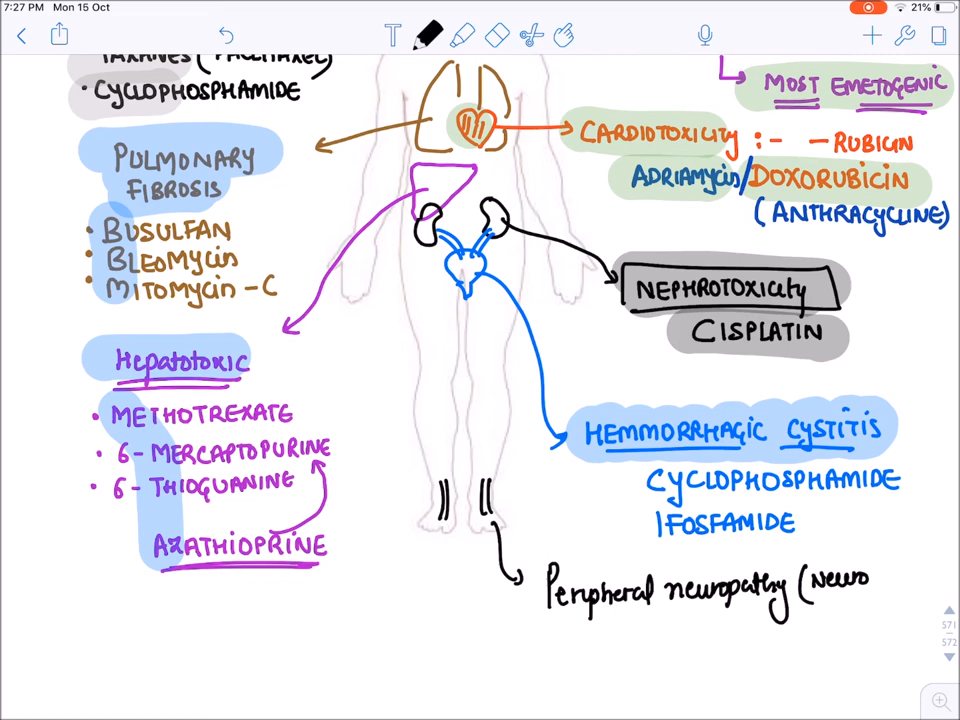 7:27 PM Mon 15 Oct
21%
TAXANES (PACLITAXEL)
• CYCLOPHOSPHAMIDE
PULMONARY
FIBROSIS
• BUSULFAN
• BLEOMYCIN
• MITOMYCIN-C
Hepatotoxic
• METHOTREXATE
• 6-MERCAPTOPURINE
• 6-THIOGUANINE
AZATHIOPRINE
MOST EMETOGENIC
CARDIOTOXICITY :- -RUBICIN
ADRIAMYCIN/DOXORUBICIN
(ANTHRACYCLINE)
NEPHROTOXICITY
CISPLATIN
HEMMORRHAGIC CYSTITIS
CYCLOPHOSPHAMIDE
IFOSFAMIDE
Peripheral neuropathy (Neuro
571
572